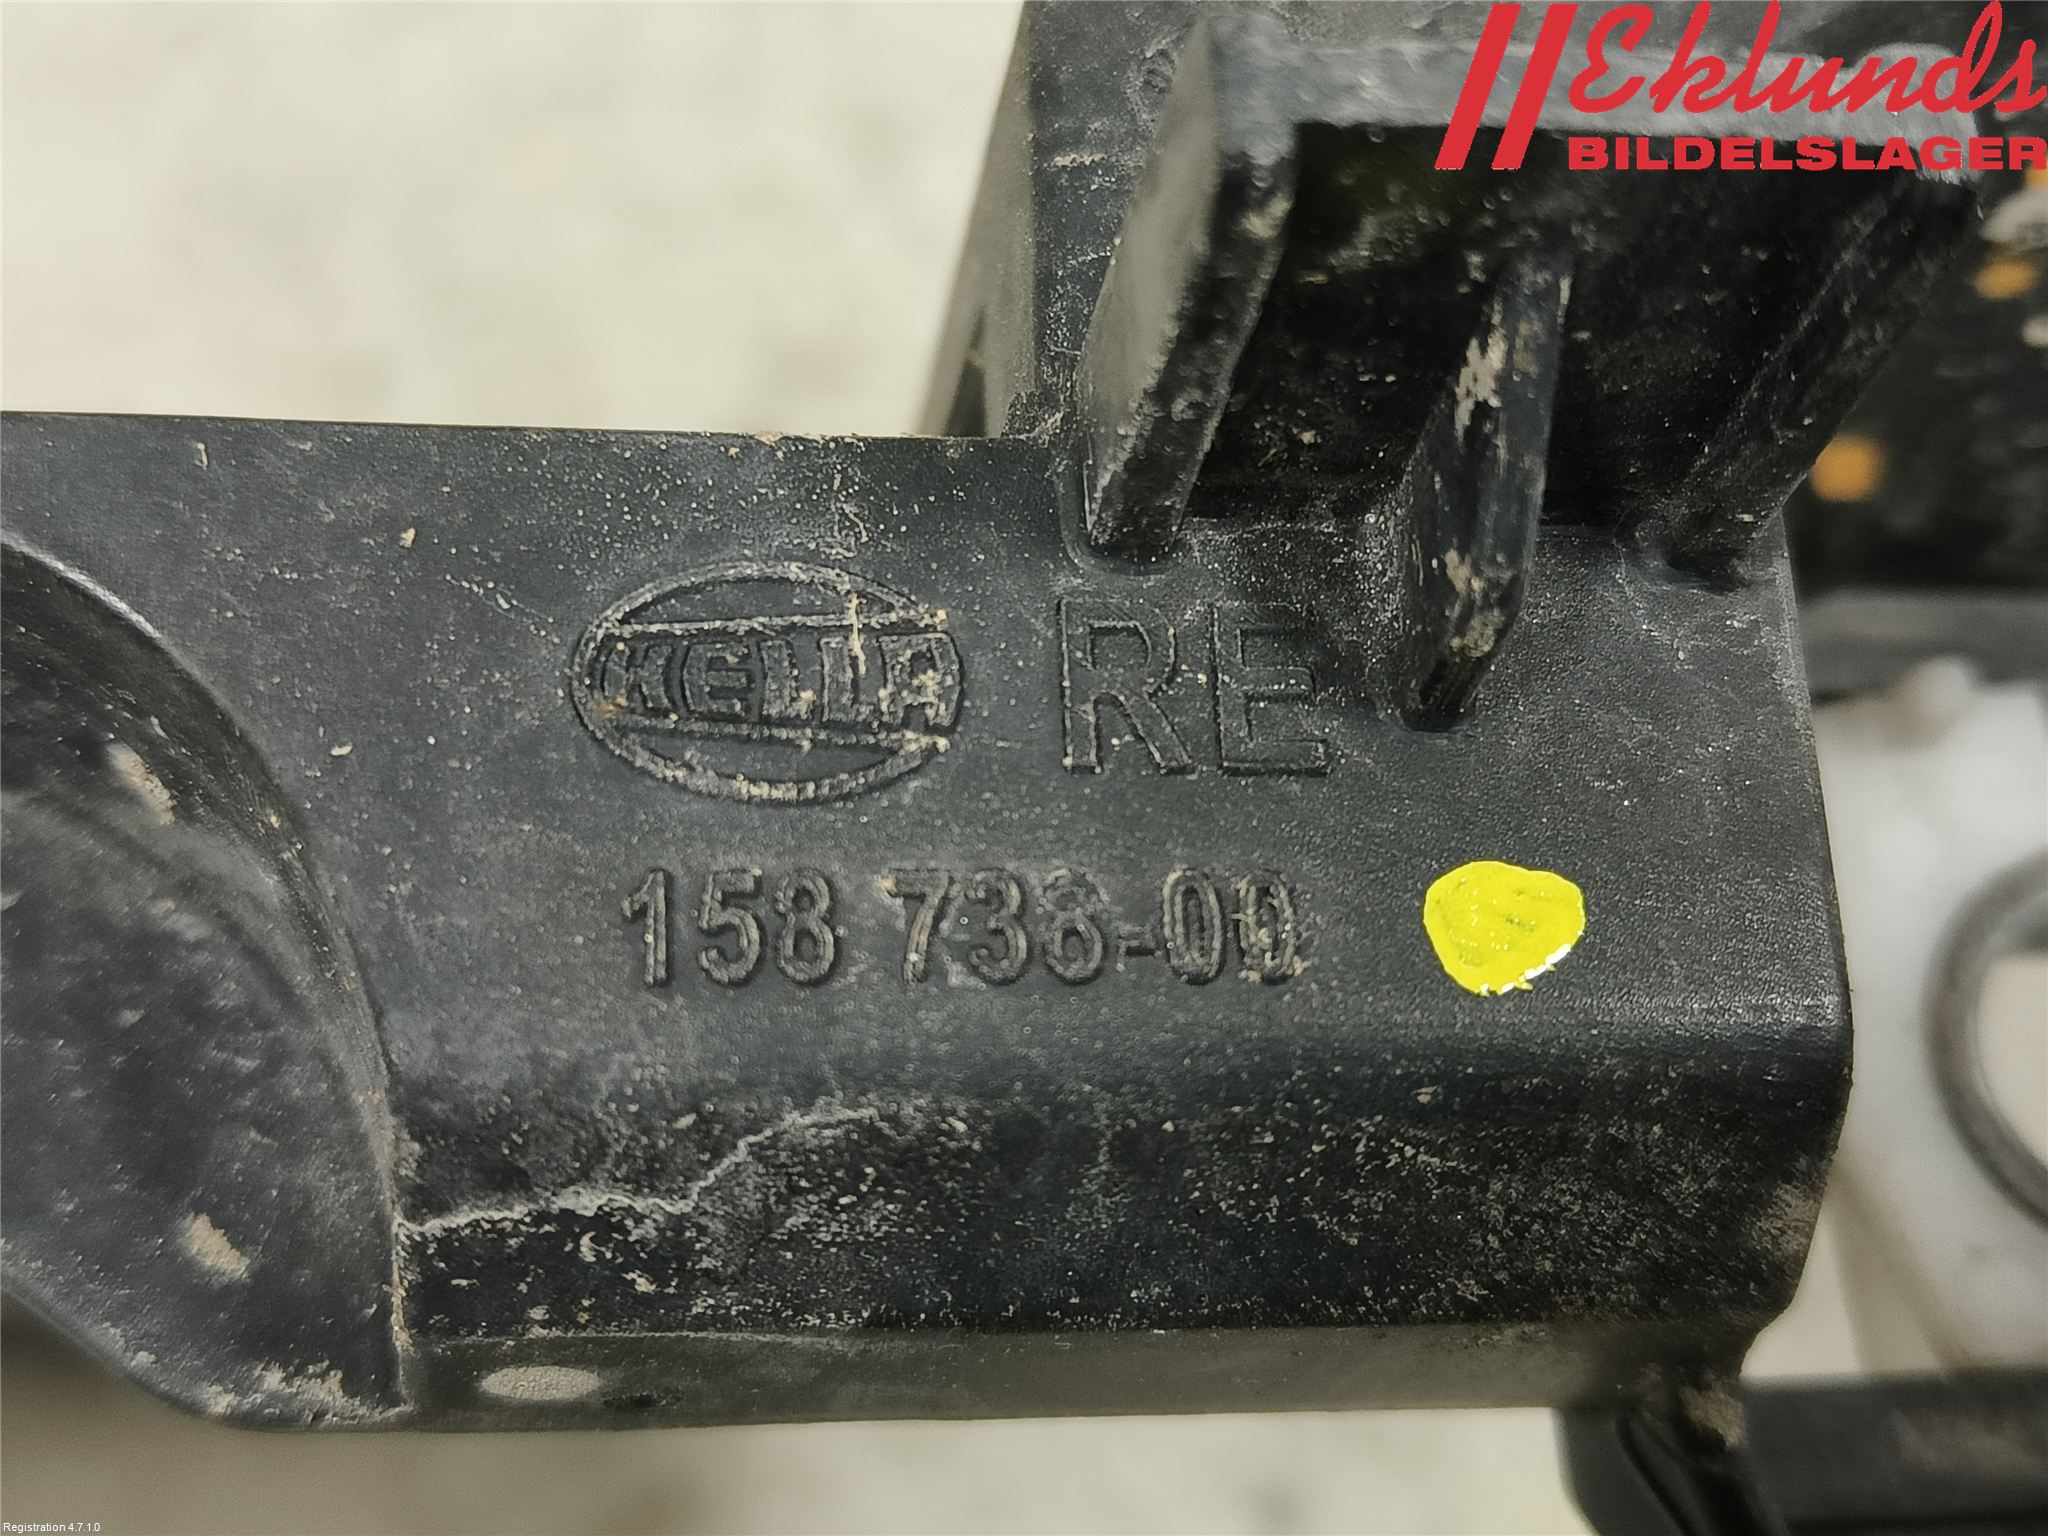 Eklunds
BILDELSLAGER
HELLA RE
158 738-00
Registration 4.7.1.0